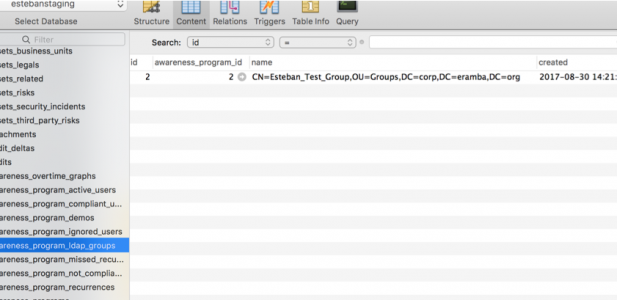 estebanstaging
Select Database Structure Content Relations Triggers Table Info Query
Filter Search: id =
sets_business_units
sets_legals
id awareness_program_id name created
sets_related
2 2 CN=Esteban_Test_Group,OU=Groups,DC=corp,DC=eramba,DC=org 2017-08-30 14:21:
sets_risks
sets_security_incidents
sets_third_party_risks
achments
dit_deltas
dits
areness_overtime_graphs
areness_program_active_users
areness_program_compliant_u...
areness_program_demos
areness_program_ignored_users
areness_program_ldap_groups
areness_program_missed_recu...
areness_program_not_complia...
areness_program_recurrences